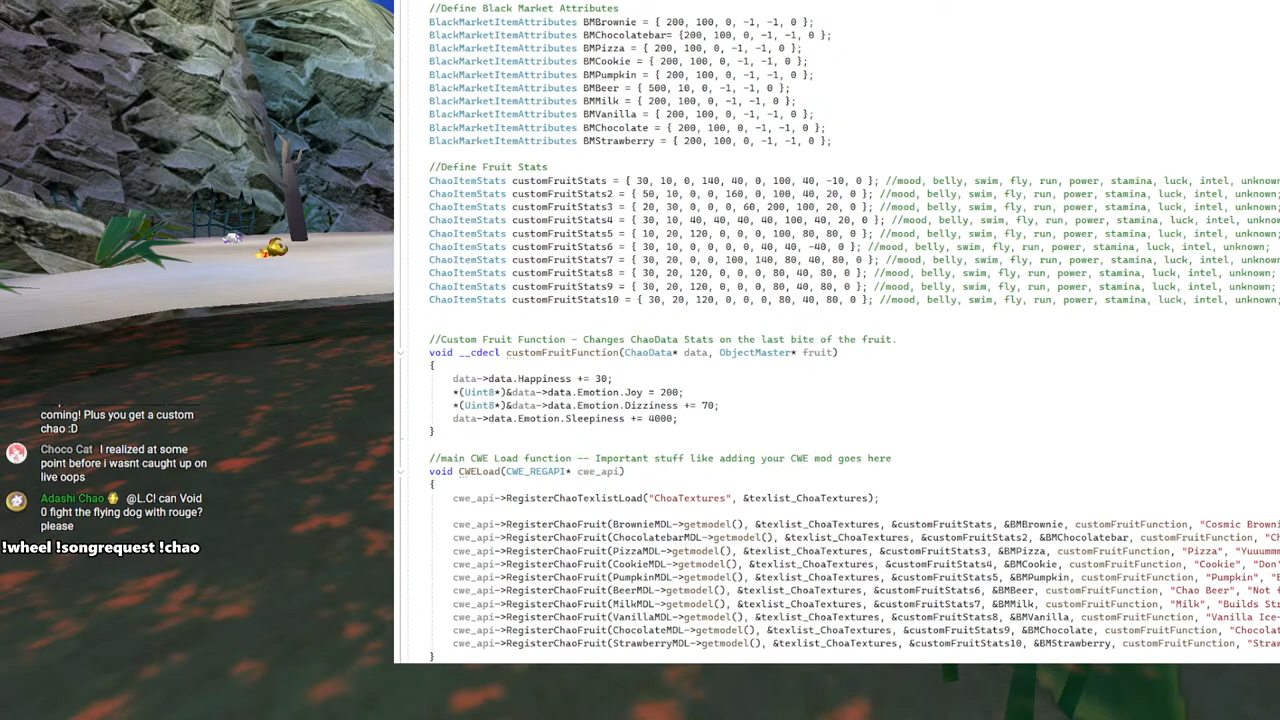 //Define Black Market Attributes
BlackMarketItemAttributes BMBrownie = { 200, 100, 0, -1, -1, 0 };
BlackMarketItemAttributes BMChocolatebar= {200, 100, 0, -1, -1, 0 };
BlackMarketItemAttributes BMPizza = { 200, 100, 0, -1, -1, 0 };
BlackMarketItemAttributes BMCookie = { 200, 100, 0, -1, -1, 0 };
BlackMarketItemAttributes BMPumpkin = { 200, 100, 0, -1, -1, 0 };
BlackMarketItemAttributes BMBeer = { 500, 10, 0, -1, -1, 0 };
BlackMarketItemAttributes BMMilk = { 200, 100, 0, -1, -1, 0 };
BlackMarketItemAttributes BMVanilla = { 200, 100, 0, -1, -1, 0 };
BlackMarketItemAttributes BMChocolate = { 200, 100, 0, -1, -1, 0 };
BlackMarketItemAttributes BMStrawberry = { 200, 100, 0, -1, -1, 0 };
//Define Fruit Stats
ChaoItemStats customFruitStats = { 30, 10, 0, 140, 40, 0, 100, 40, -10, 0 }; //mood, belly, swim, fly, run, power, stamina, luck, intel, unknown
ChaoItemStats customFruitStats2 = { 50, 10, 0, 0, 160, 0, 100, 40, 20, 0 }; //mood, belly, swim, fly, run, power, stamina, luck, intel, unknown
ChaoItemStats customFruitStats3 = { 20, 30, 0, 0, 0, 60, 200, 100, 20, 0 }; //mood, belly, swim, fly, run, power, stamina, luck, intel, unknown
ChaoItemStats customFruitStats4 = { 30, 10, 40, 40, 40, 40, 100, 40, 20, 0 }; //mood, belly, swim, fly, run, power, stamina, luck, intel, unkno
ChaoItemStats customFruitStats5 = { 10, 20, 120, 0, 0, 0, 100, 80, 80, 0 }; //mood, belly, swim, fly, run, power, stamina, luck, intel, unknown
ChaoItemStats customFruitStats6 = { 30, 10, 0, 0, 0, 0, 40, 40, -40, 0 }; //mood, belly, swim, fly, run, power, stamina, luck, intel, unknown;
ChaoItemStats customFruitStats7 = { 30, 20, 0, 0, 100, 140, 80, 40, 80, 0 }; //mood, belly, swim, fly, run, power, stamina, luck, intel, unknown
ChaoItemStats customFruitStats8 = { 30, 20, 120, 0, 0, 0, 80, 40, 80, 0 }; //mood, belly, swim, fly, run, power, stamina, luck, intel, unknown;
ChaoItemStats customFruitStats9 = { 30, 20, 120, 0, 0, 0, 80, 40, 80, 0 }; //mood, belly, swim, fly, run, power, stamina, luck, intel, unknown;
ChaoItemStats customFruitStats10 = { 30, 20, 120, 0, 0, 0, 80, 40, 80, 0 }; //mood, belly, swim, fly, run, power, stamina, luck, intel, unknown
//Custom Fruit Function - Changes ChaoData Stats on the last bite of the fruit.
void __cdecl customFruitFunction(ChaoData* data, ObjectMaster* fruit)
{
data->data.Happiness += 30;
*(Uint8*)&data->data.Emotion.Joy = 200;
*(Uint8*)&data->data.Emotion.Dizziness += 70;
data->data.Emotion.Sleepiness += 4000;
}
//main CWE Load function -- Important stuff like adding your CWE mod goes here
void CWELoad(CWE_REGAPI* cwe_api)
{
cwe_api->RegisterChaoTexlistLoad("ChoaTextures", &texlist_ChoaTextures);
cwe_api->RegisterChaoFruit(BrownieMDL->getmodel(), &texlist_ChoaTextures, &customFruitStats, &BMBrownie, customFruitFunction, "Cosmic Browni
cwe_api->RegisterChaoFruit(ChocolatebarMDL->getmodel(), &texlist_ChoaTextures, &customFruitStats2, &BMChocolatebar, customFruitFunction, "Ch
cwe_api->RegisterChaoFruit(PizzaMDL->getmodel(), &texlist_ChoaTextures, &customFruitStats3, &BMPizza, customFruitFunction, "Pizza", "Yuuumm
cwe_api->RegisterChaoFruit(CookieMDL->getmodel(), &texlist_ChoaTextures, &customFruitStats4, &BMCookie, customFruitFunction, "Cookie", "Don'
cwe_api->RegisterChaoFruit(PumpkinMDL->getmodel(), &texlist_ChoaTextures, &customFruitStats5, &BMPumpkin, customFruitFunction, "Pumpkin", "
cwe_api->RegisterChaoFruit(BeerMDL->getmodel(), &texlist_ChoaTextures, &customFruitStats6, &BMBeer, customFruitFunction, "Chao Beer", "Not
cwe_api->RegisterChaoFruit(MilkMDL->getmodel(), &texlist_ChoaTextures, &customFruitStats7, &BMMilk, customFruitFunction, "Milk", "Builds Str
cwe_api->RegisterChaoFruit(VanillaMDL->getmodel(), &texlist_ChoaTextures, &customFruitStats8, &BMVanilla, customFruitFunction, "Vanilla Ice-
cwe_api->RegisterChaoFruit(ChocolateMDL->getmodel(), &texlist_ChoaTextures, &customFruitStats9, &BMChocolate, customFruitFunction, "Chocola
cwe_api->RegisterChaoFruit(StrawberryMDL->getmodel(), &texlist_ChoaTextures, &customFruitStats10, &BMStrawberry, customFruitFunction, "Straw
}
coming! Plus you get a custom
chao :D
Choco Cat I realized at some
point before i wasnt caught up on
live oops
Adashi Chao @L.C! can Void
0 fight the flying dog with rouge?
please
!wheel !songrequest !chao